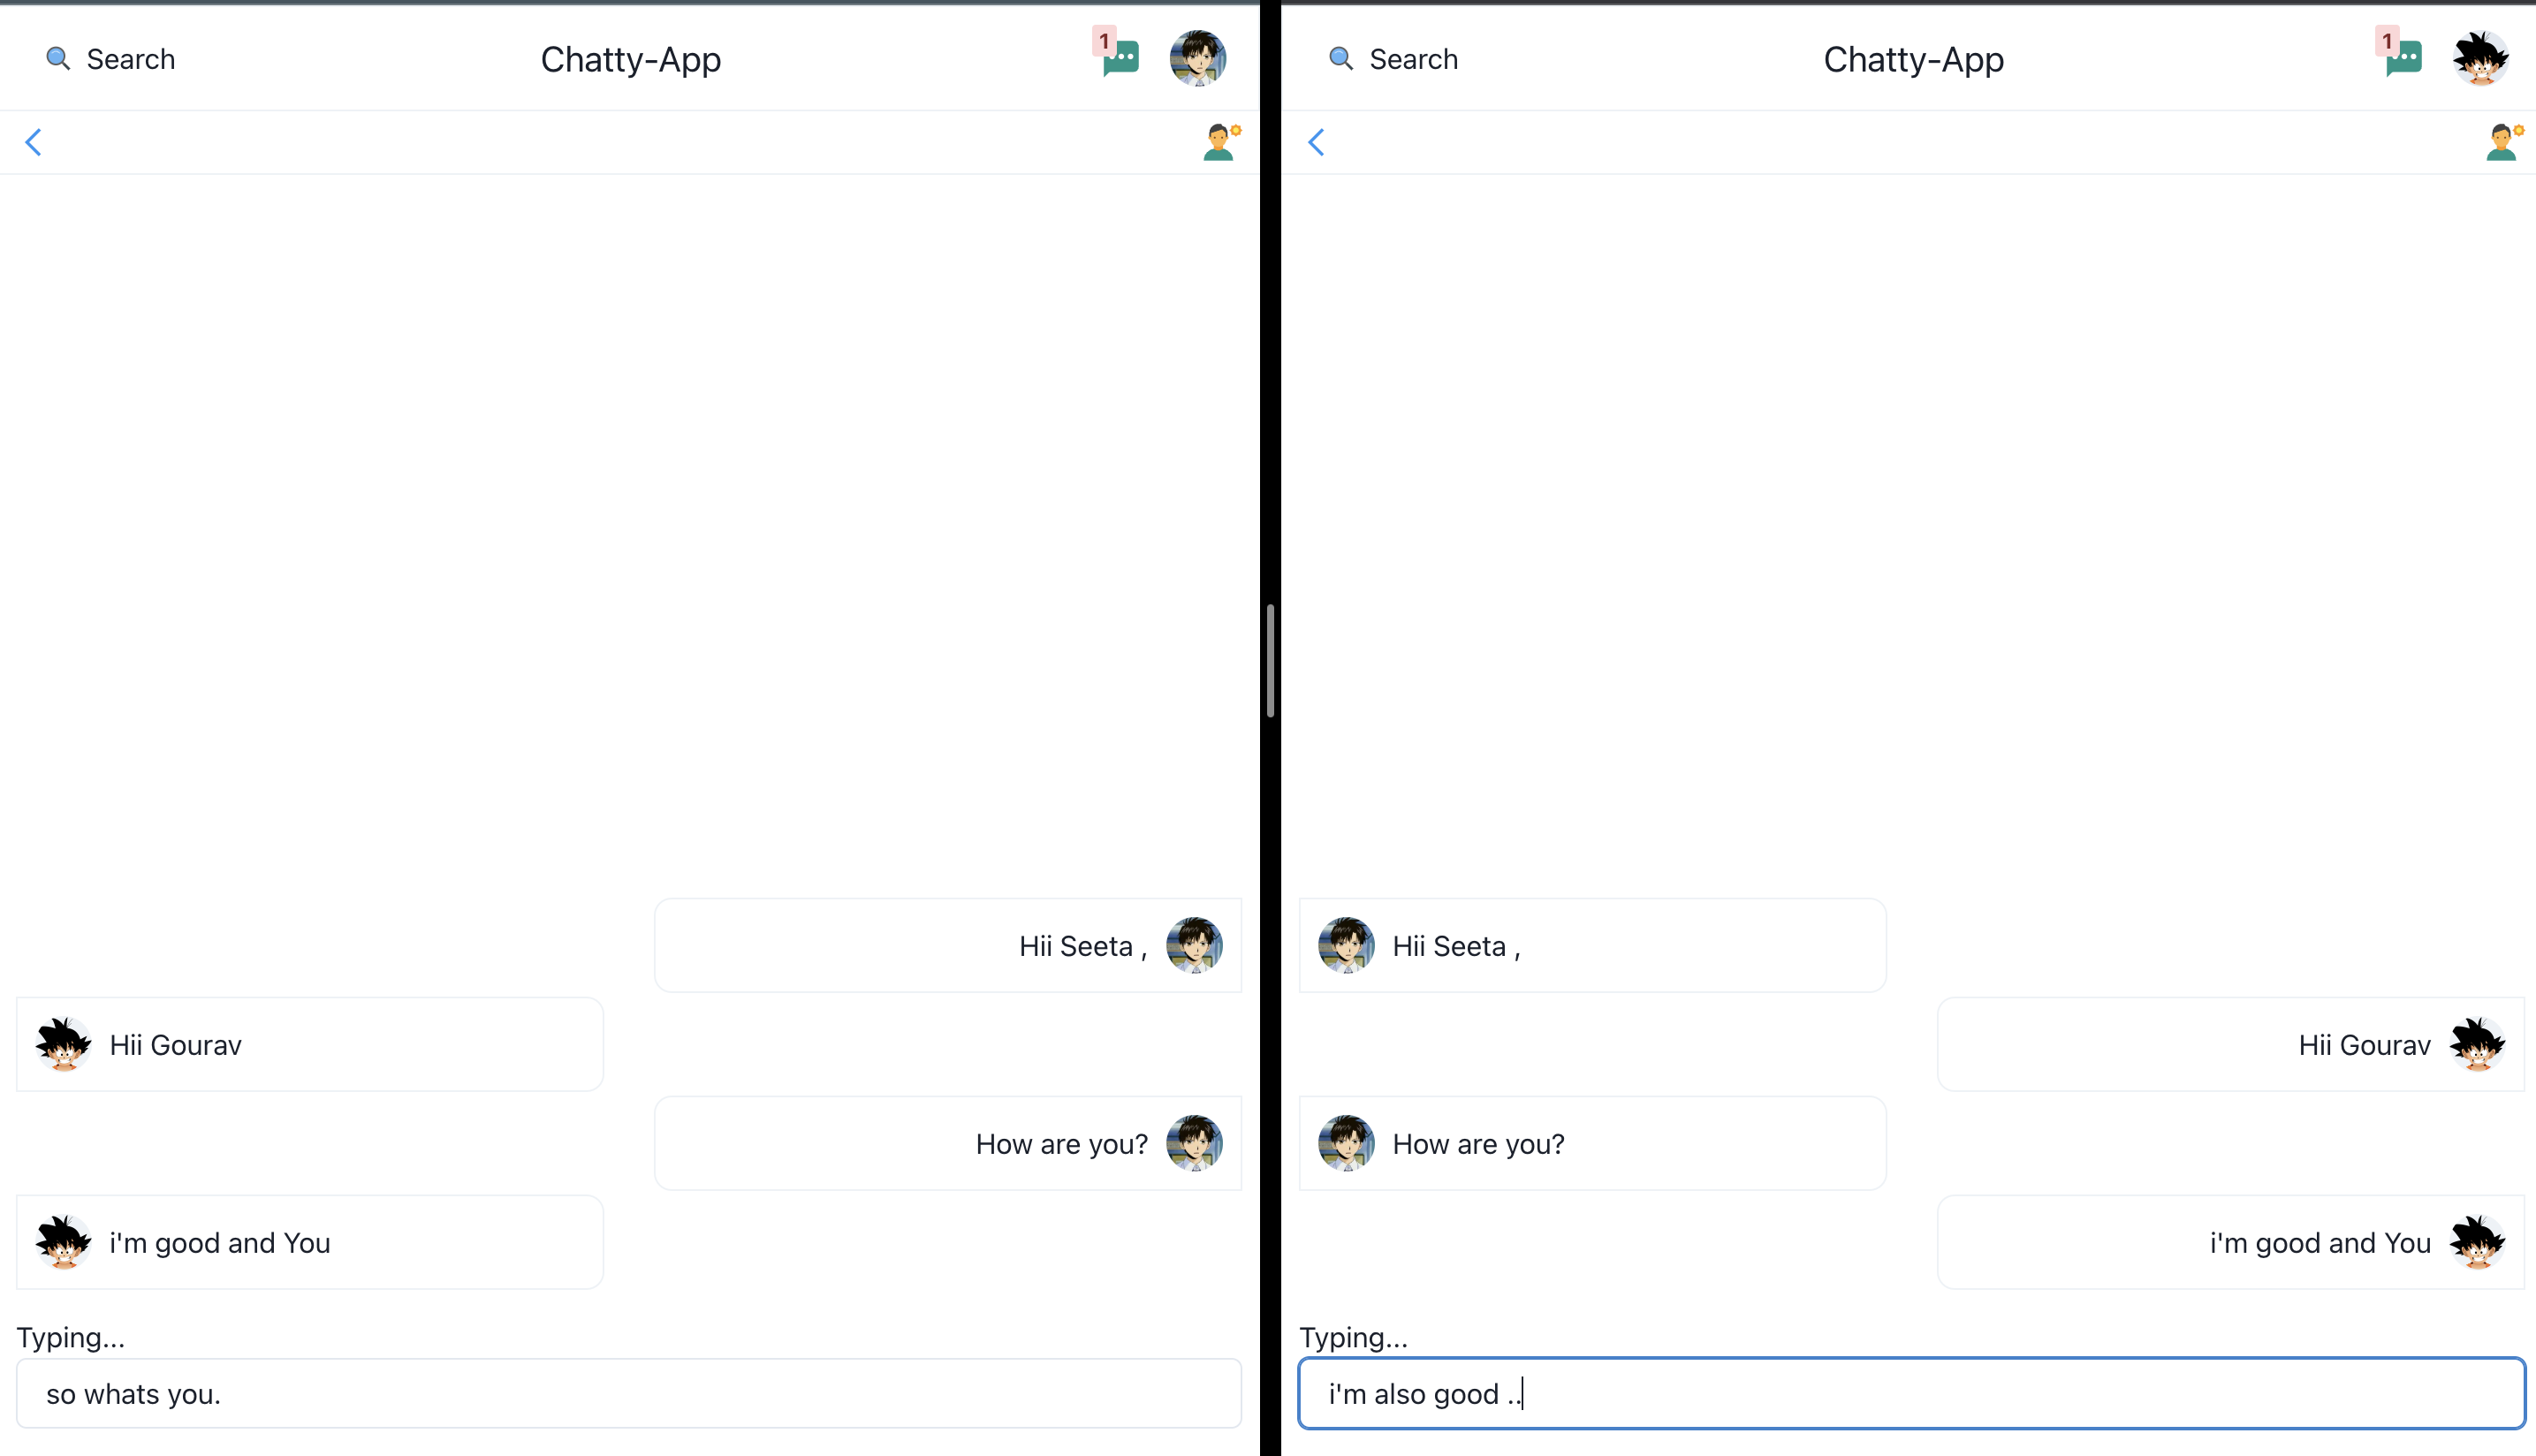 Search
Chatty-App
1
Hii Seeta ,
Hii Gourav
How are you?
i'm good and You
Typing...
so whats you.
Search
Chatty-App
1
Hii Seeta ,
Hii Gourav
How are you?
i'm good and You
Typing...
i'm also good ..